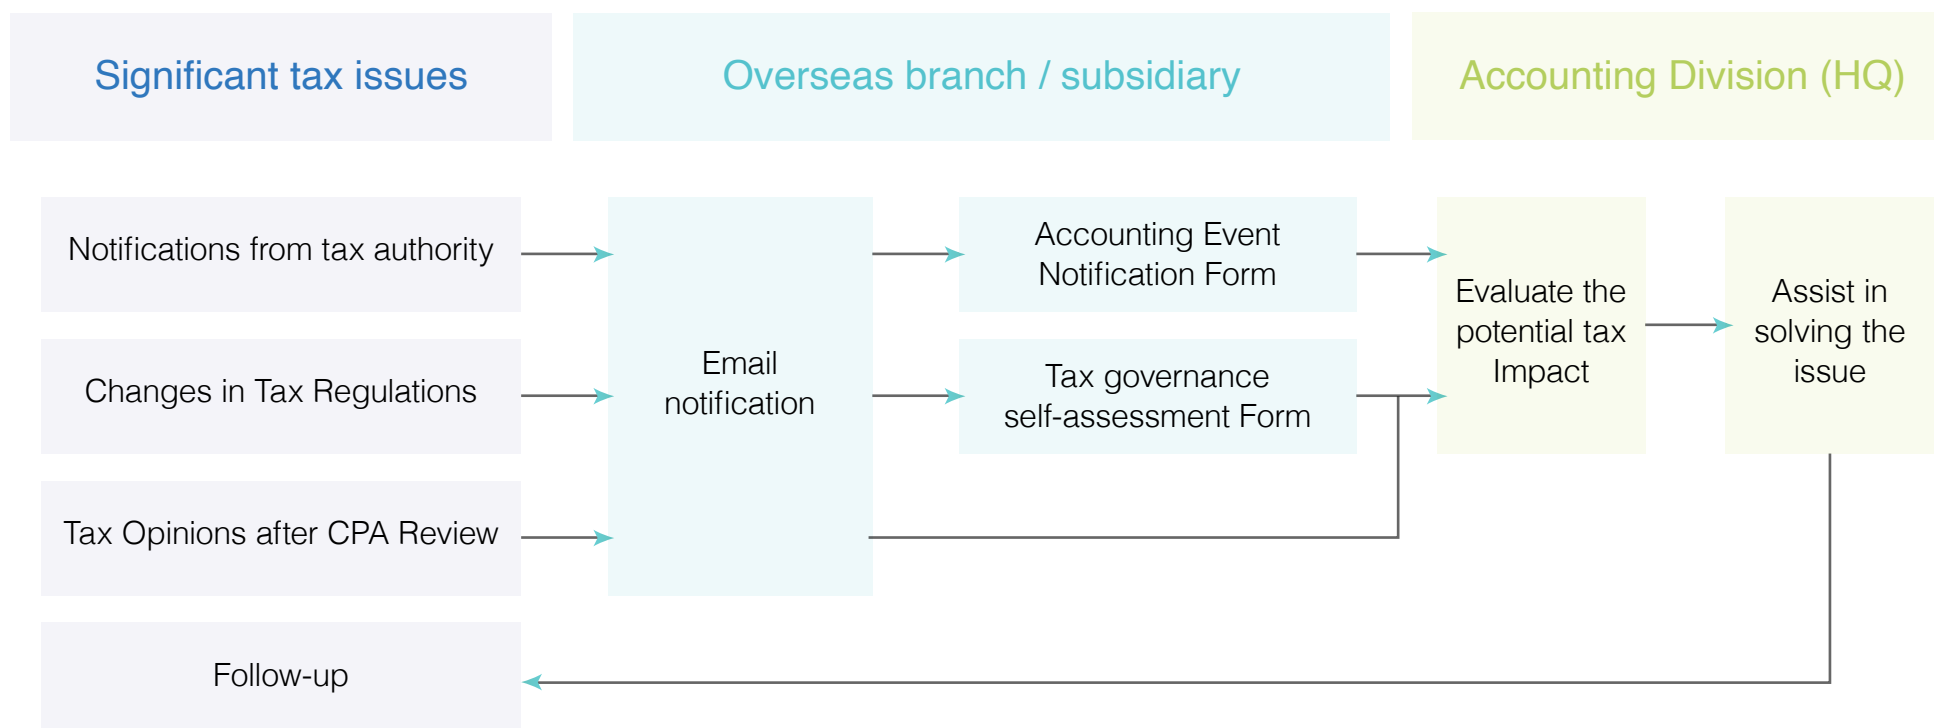 Significant tax issues
Overseas branch / subsidiary
Accounting Division (HQ)
Notifications from tax authority
Changes in Tax Regulations
Tax Opinions after CPA Review
Follow-up
Email
notification
Accounting Event
Notification Form
Tax governance
self-assessment Form
Evaluate the
potential tax
Impact
Assist in
solving the
issue